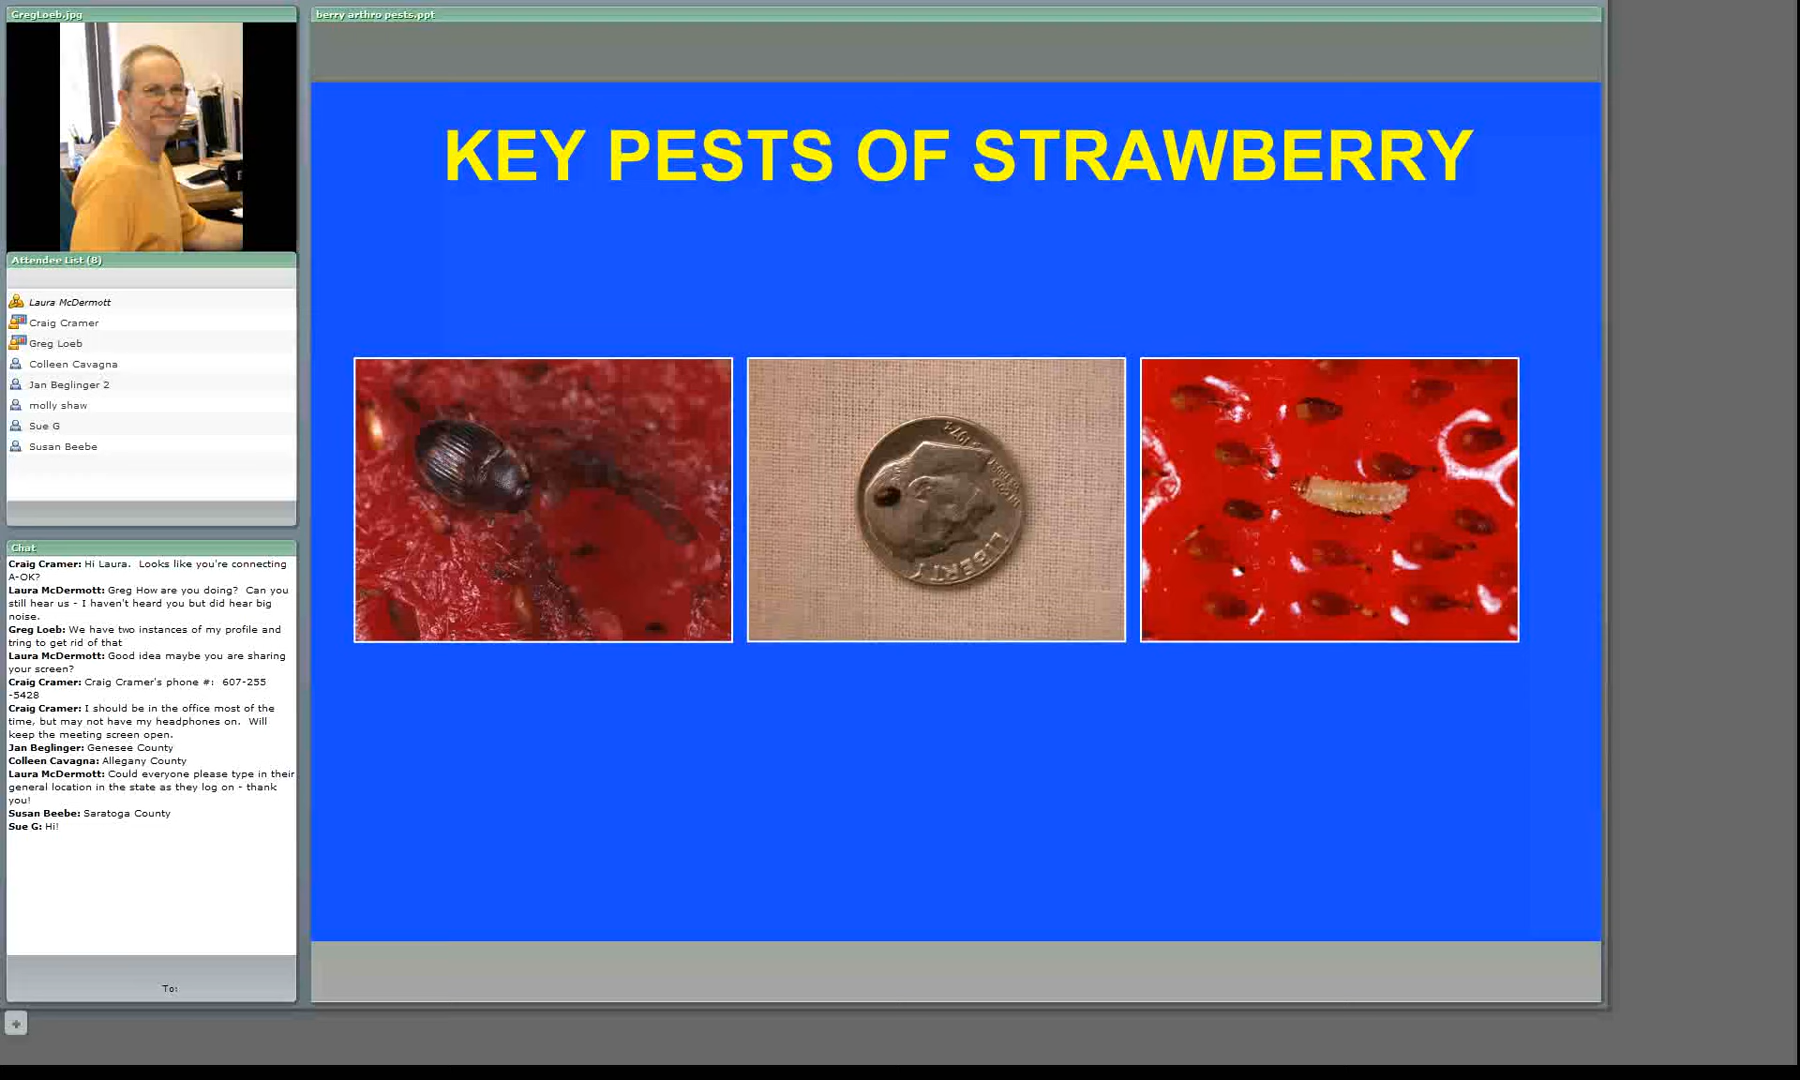 GregLoeb.jpg
berry arthro pests.ppt
KEY PESTS OF STRAWBERRY
LIBERTY
Attendee List (8)
Laura McDermott
Craig Cramer
Greg Loeb
Colleen Cavagna
Jan Beglinger 2
molly shaw
Sue G
Susan Beebe
Chat
Craig Cramer: Hi Laura.  Looks like you're connecting
A-OK?
Laura McDermott: Greg How are you doing?  Can you
still hear us - I haven't heard you but did hear big
noise.
Greg Loeb: We have two instances of my profile and
tring to get rid of that
Laura McDermott: Good idea maybe you are sharing
your screen?
Craig Cramer: Craig Cramer's phone #:  607-255
-5428
Craig Cramer: I should be in the office most of the
time, but may not have my headphones on.  Will
keep the meeting screen open.
Jan Beglinger: Genesee County
Colleen Cavagna: Allegany County
Laura McDermott: Could everyone please type in their
general location in the state as they log on - thank
you!
Susan Beebe: Saratoga County
Sue G: Hi!
To: